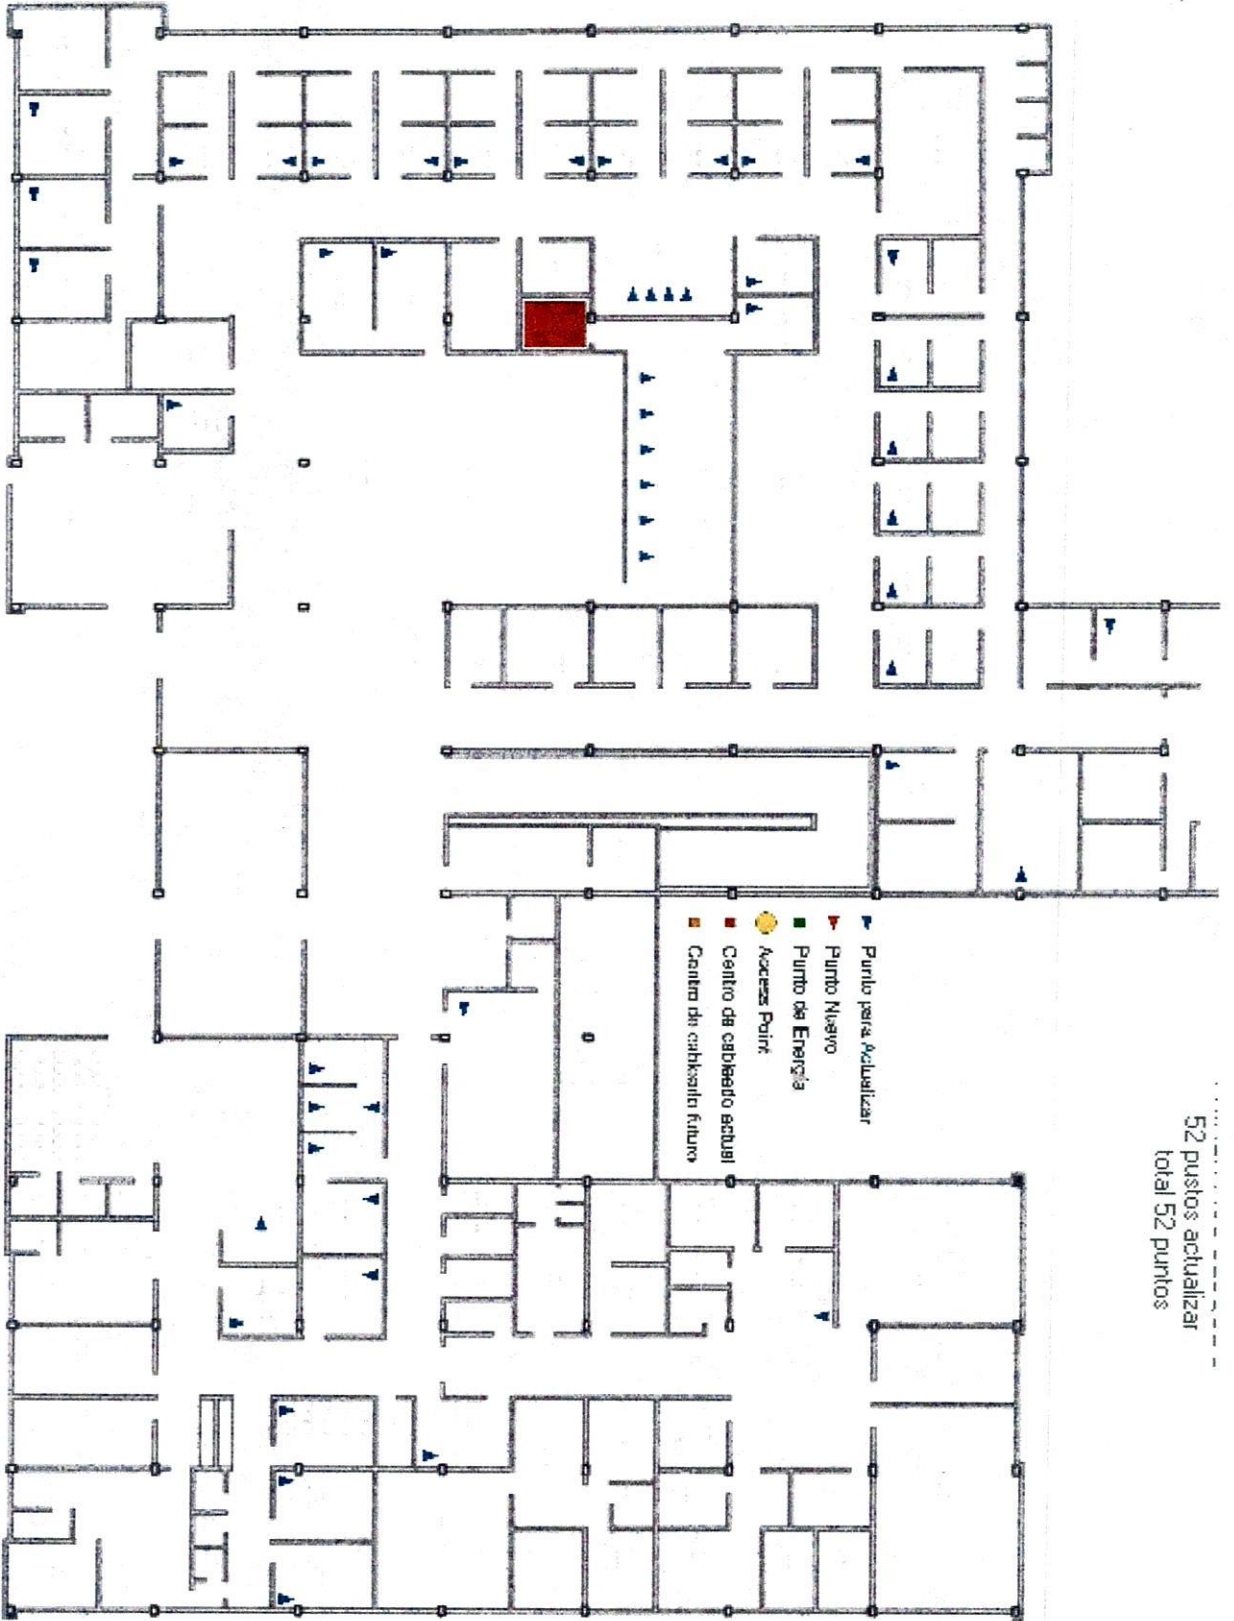 52 pustos actualizar
total 52 puntos
Punto para Actualizar
Punto Nuevo
Punto de Energía
Access Point
Centro de cableado actual
Centro de cableado futuro